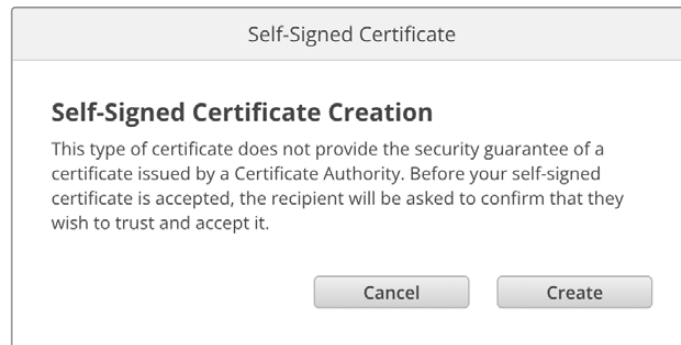 Self-Signed Certificate
Self-Signed Certificate Creation
This type of certificate does not provide the security guarantee of a
certificate issued by a Certificate Authority. Before your self-signed
certificate is accepted, the recipient will be asked to confirm that they
wish to trust and accept it.
Cancel
Create